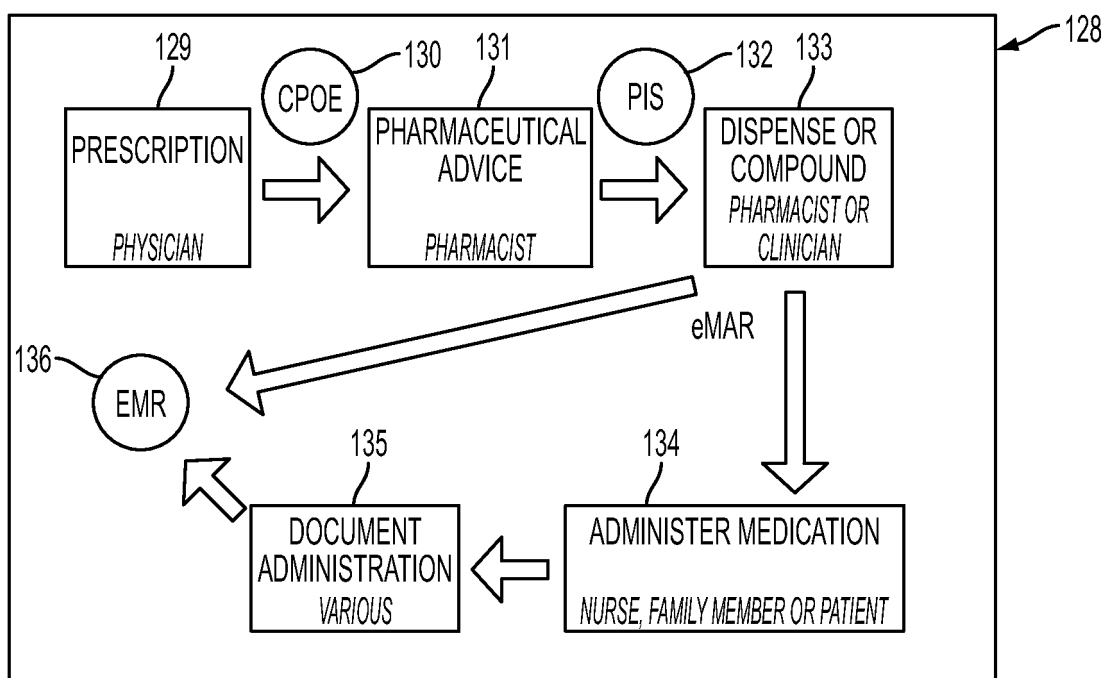 128
129
130
131
132
133
CPOE
PIS
PRESCRIPTION
PHYSICIAN
PHARMACEUTICAL
ADVICE
PHARMACIST
DISPENSE OR
COMPOUND
PHARMACIST OR
CLINICIAN
eMAR
136
EMR
135
134
DOCUMENT
ADMINISTRATION
VARIOUS
ADMINISTER MEDICATION
NURSE, FAMILY MEMBER OR PATIENT